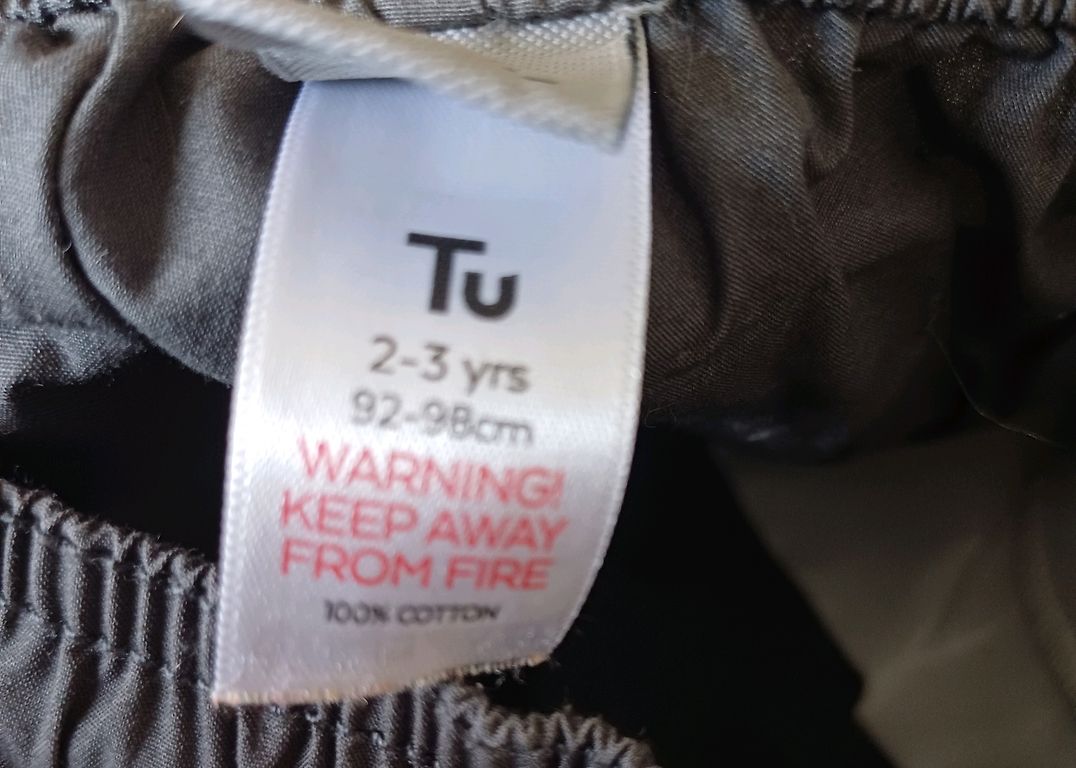 Tu
2-3 yrs
92-98cm
WARNING!
KEEP AWAY
FROM FIRE
100% COTTON